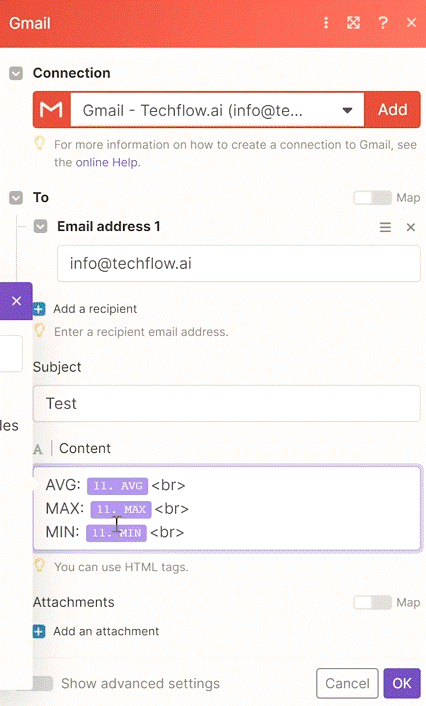 Gmail
Connection
Gmail - Techflow.ai (info@te...
Add
For more information on how to create a connection to Gmail, see
the online Help.
To
Map
Email address 1
info@techflow.ai
Add a recipient
Enter a recipient email address.
Subject
Test
les
A | Content
AVG: 11. AVG <br>
MAX: 11. MAX <br>
MIN: 11. MIN <br>
You can use HTML tags.
Attachments
Map
Add an attachment
Show advanced settings
Cancel
OK